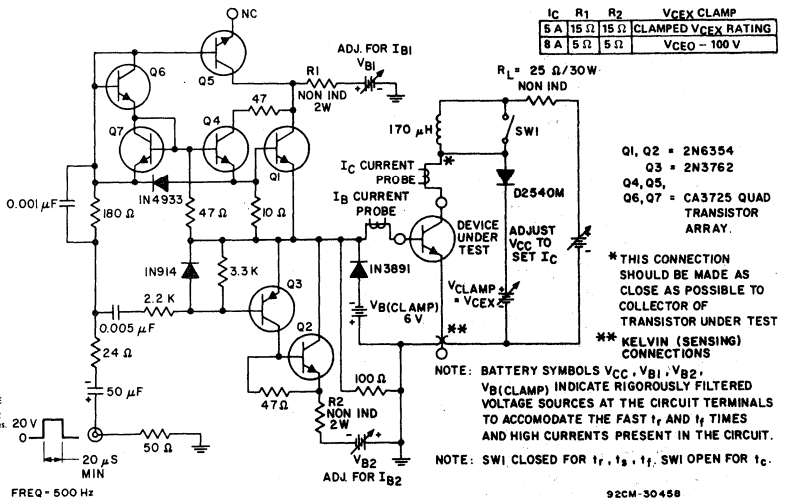 NC
IC R1 R2 VCEX CLAMP
5 A 15 Ω 15 Ω CLAMPED VCEX RATING
8 A 5 Ω 5 Ω VCEO – 100 V
ADJ. FOR IB1
VB1
Q6
Q5
R1
NON IND
2W
RL = 25 Ω/30W
NON IND
47
Q7
Q4
Q1
170 μH
SW1
IC CURRENT
PROBE
*
IB CURRENT
PROBE
D2540M
Q1, Q2 = 2N6354
Q3 = 2N3762
Q4, Q5,
Q6, Q7 = CA3725 QUAD
TRANSISTOR
ARRAY.
0.001 μF
180 Ω
1N4933
47 Ω
10 Ω
DEVICE
UNDER
TEST
ADJUST
VCC TO
SET IC
1N914
3.3 K
Q3
1N3891
VCLAMP
= VCEX
VB(CLAMP)
6 V
* THIS CONNECTION
SHOULD BE MADE AS
CLOSE AS POSSIBLE TO
COLLECTOR OF
TRANSISTOR UNDER TEST
** KELVIN (SENSING)
CONNECTIONS
2.2 K
0.005 μF
Q2
**
24 Ω
50 μF
47 Ω
100 Ω
R2
NON IND
2W
NOTE: BATTERY SYMBOLS VCC, VB1, VB2,
VB(CLAMP) INDICATE RIGOROUSLY FILTERED
VOLTAGE SOURCES AT THE CIRCUIT TERMINALS
TO ACCOMODATE THE FAST tr AND tf TIMES
AND HIGH CURRENTS PRESENT IN THE CIRCUIT.
20 V
0
20 μS
MIN
50 Ω
VB2
ADJ. FOR IB2
NOTE: SW1 CLOSED FOR tr, ts, tf. SW1 OPEN FOR tc.
FREQ = 500 Hz
92CM-30458